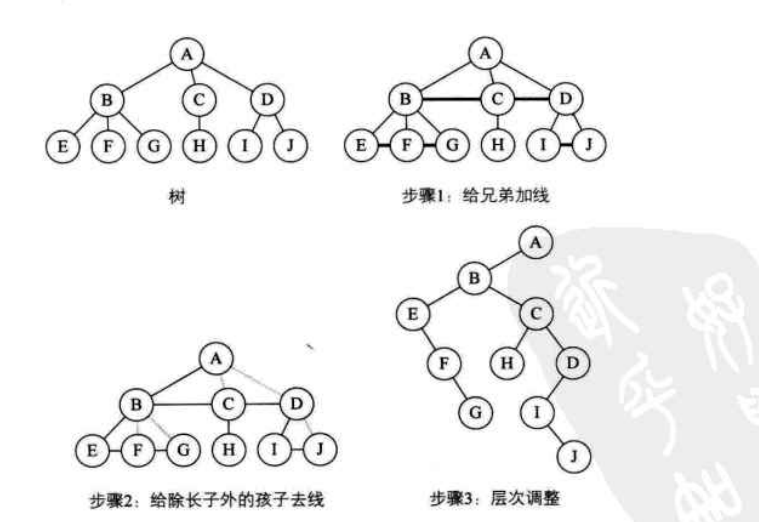 A A
B C D B C D
E F G H I J E F G H I J
树 步骤1：给兄弟加线
A
B
E C
A F H D
B C D G I
E F G H I J J
步骤2：给除长子外的孩子去线 步骤3：层次调整